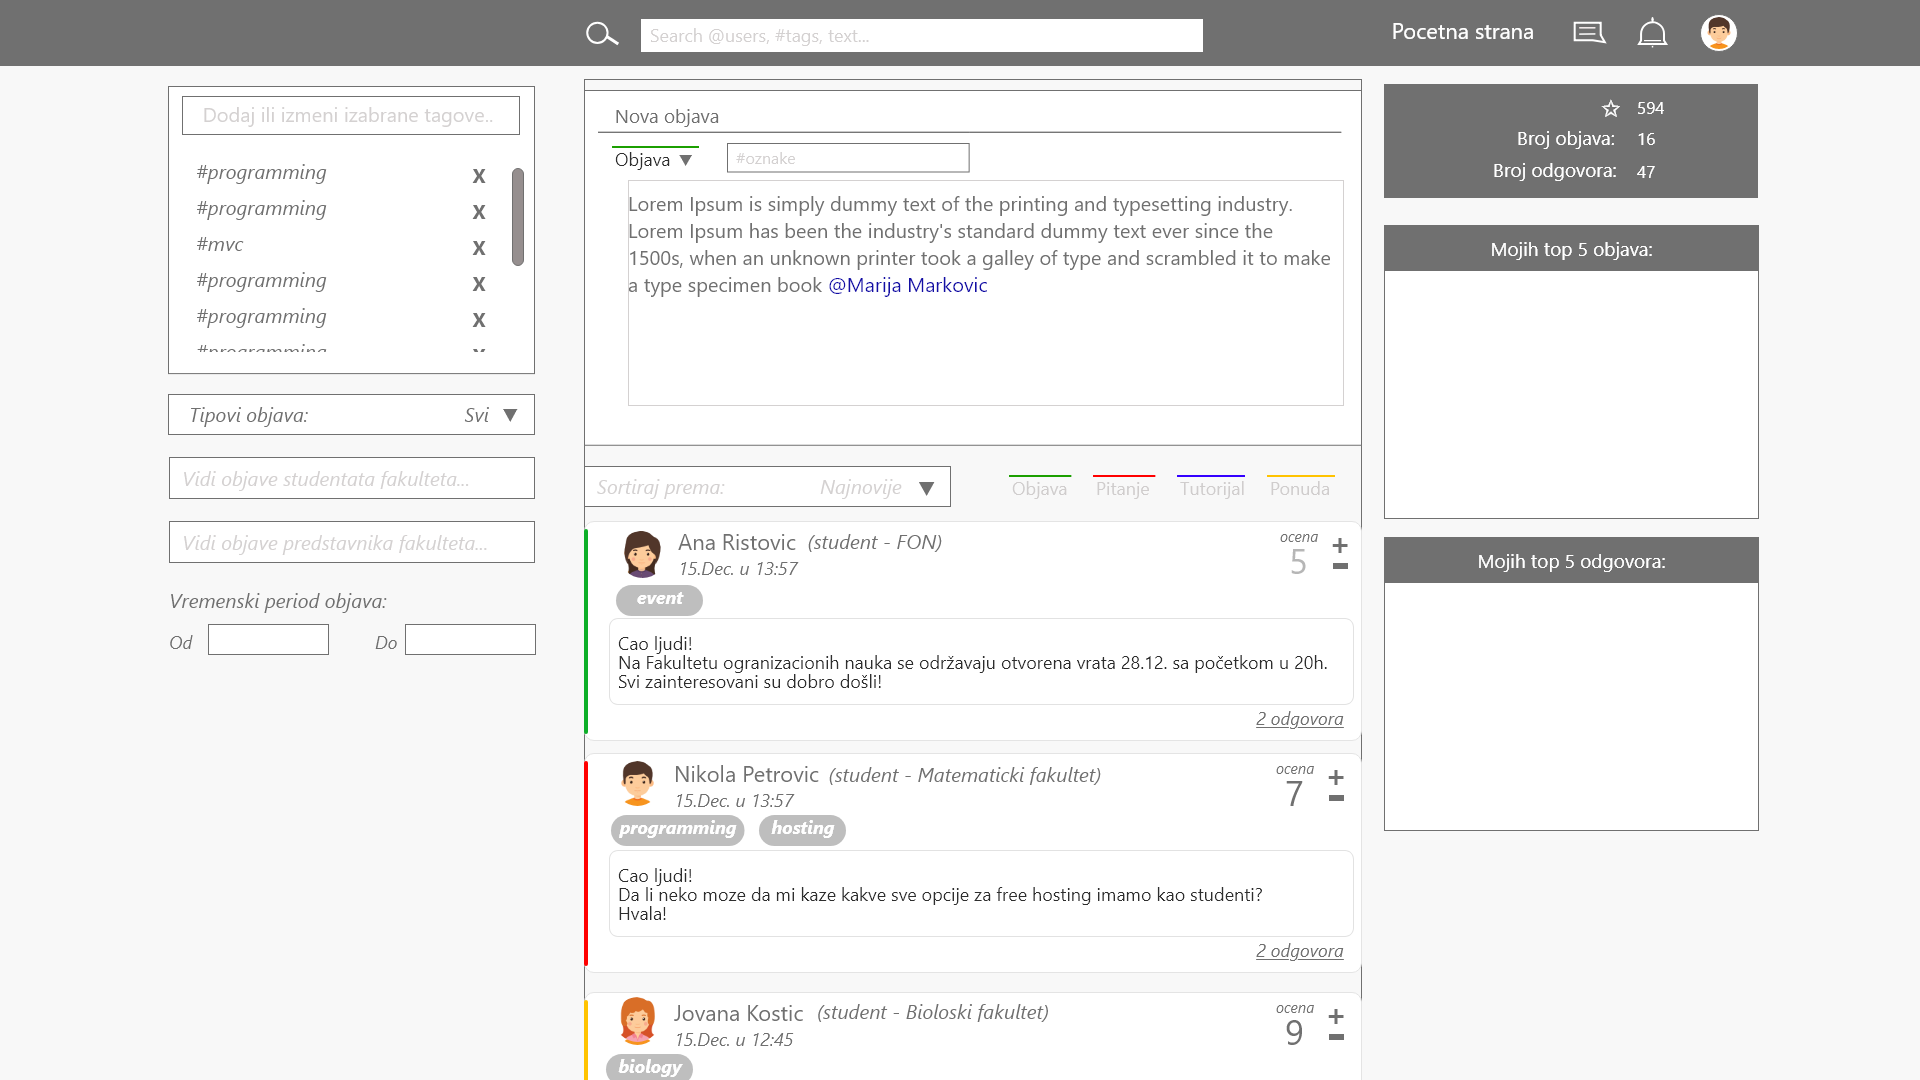 Search @users, #tags, text...
Pocetna strana
Dodaj ili izmeni izabrane tagove..
#programming x
#programming x
#mvc x
#programming x
#programming x
#programming x
Tipovi objava: Svi
Vidi objave studentata fakulteta...
Vidi objave predstavnika fakulteta...
Vremenski period objava:
Od Do
Nova objava
Objava #oznake
Lorem Ipsum is simply dummy text of the printing and typesetting industry.
Lorem Ipsum has been the industry's standard dummy text ever since the
1500s, when an unknown printer took a galley of type and scrambled it to make
a type specimen book @Marija Markovic
Sortiraj prema: Najnovije
Objava Pitanje Tutorijal Ponuda
Ana Ristovic (student - FON)
15.Dec. u 13:57
ocena
5
+
-
event
Cao ljudi!
Na Fakultetu ogranizacionih nauka se održavaju otvorena vrata 28.12. sa početkom u 20h.
Svi zainteresovani su dobro došli!
2 odgovora
Nikola Petrovic (student - Matematicki fakultet)
15.Dec. u 13:57
ocena
7
+
-
programming hosting
Cao ljudi!
Da li neko moze da mi kaze kakve sve opcije za free hosting imamo kao studenti?
Hvala!
2 odgovora
Jovana Kostic (student - Bioloski fakultet)
15.Dec. u 12:45
ocena
9
+
-
biology
594
Broj objava: 16
Broj odgovora: 47
Mojih top 5 objava:
Mojih top 5 odgovora: